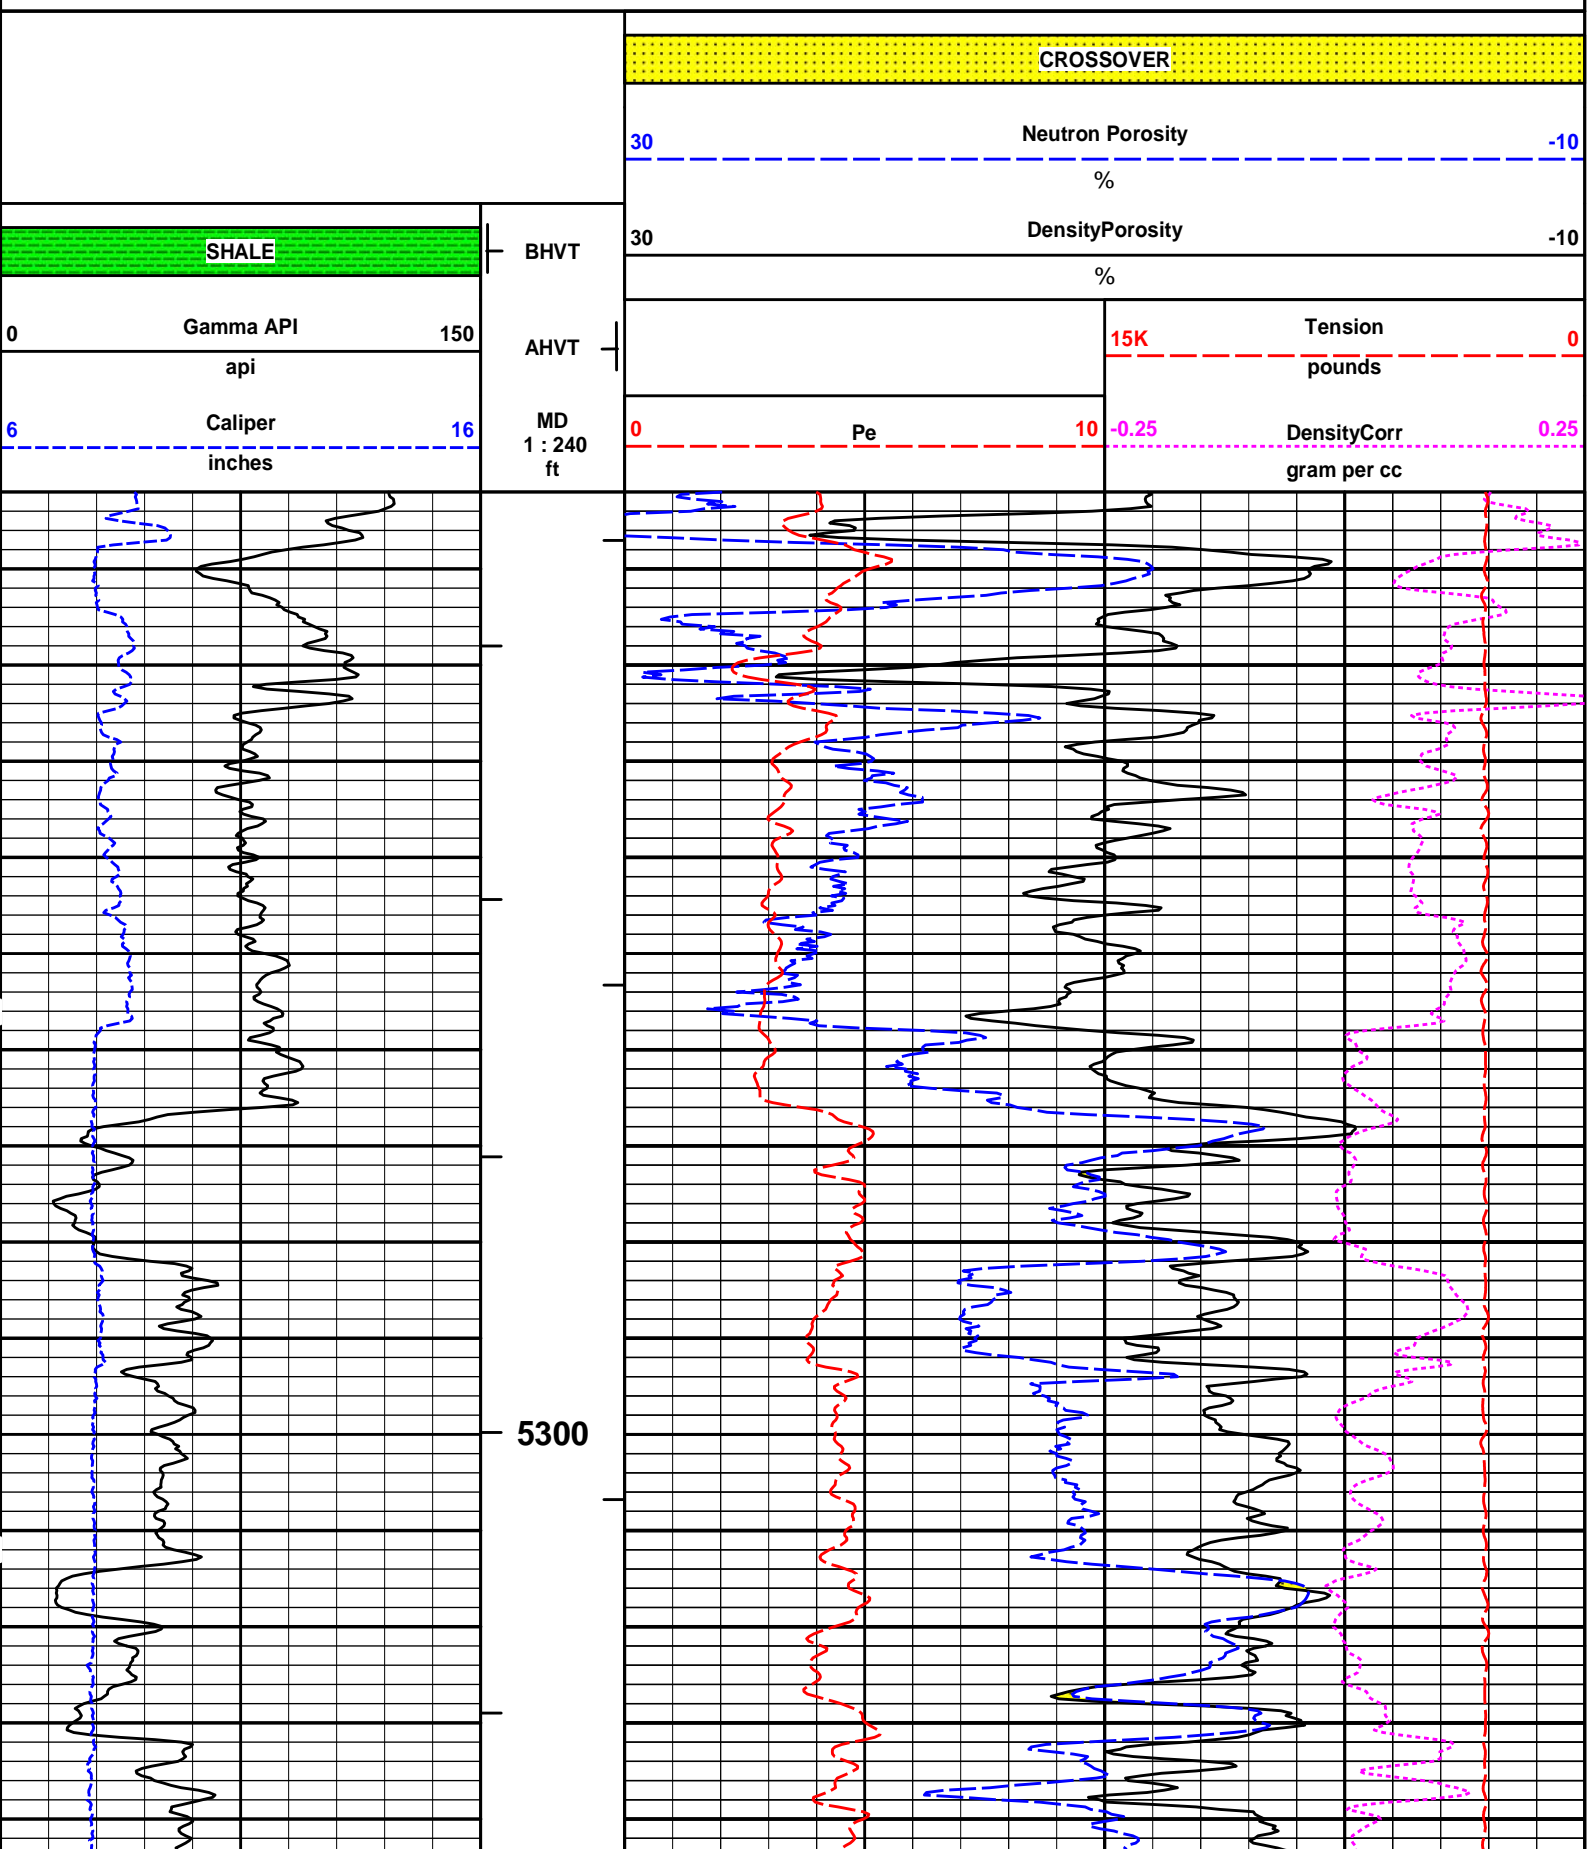 CROSSOVER
30 Neutron Porosity -10
%
30 DensityPorosity -10
%
SHALE
BHVT
0 Gamma API 150
api
AHVT
15K Tension 0
pounds
6 Caliper 16
inches
MD
1 : 240
ft
0 Pe 10
-0.25 DensityCorr 0.25
gram per cc
5300